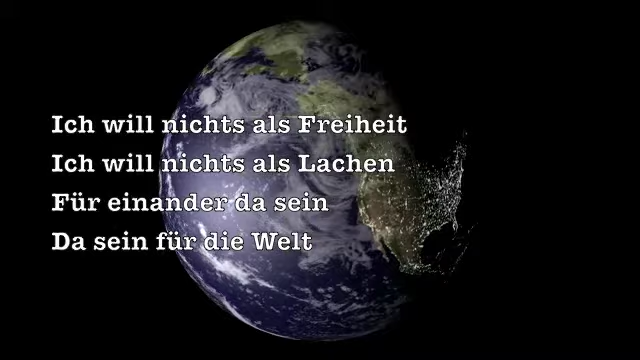 Ich will nichts als Freiheit
Ich will nichts als Lachen
Für einander da sein
Da sein für die Welt